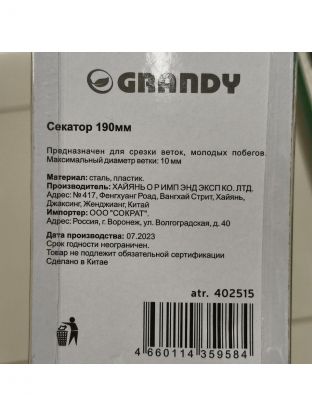 GRANDY
Секатор 190мм
Предназначен для срезки веток, молодых побегов.
Максимальный диаметр ветки: 10 мм
Материал: сталь, пластик.
Производитель: ХАЙЯНЬ О Р ИМП ЭНД ЭКСП КО. ЛТД.
Адрес: № 417, Фенгхуанг Роад, Вангхай Стрит, Хайянь,
Джаксинг, Женджианг, Китай
Импортер: ООО "СОКРАТ".
Адрес: Россия, г. Воронеж, ул. Волгоградская, д. 40
Дата производства: 07.2023
Срок годности неограничен.
Товар не подлежит обязательной сертификации
Сделано в Китае
atr. 402515
4 660114 359584